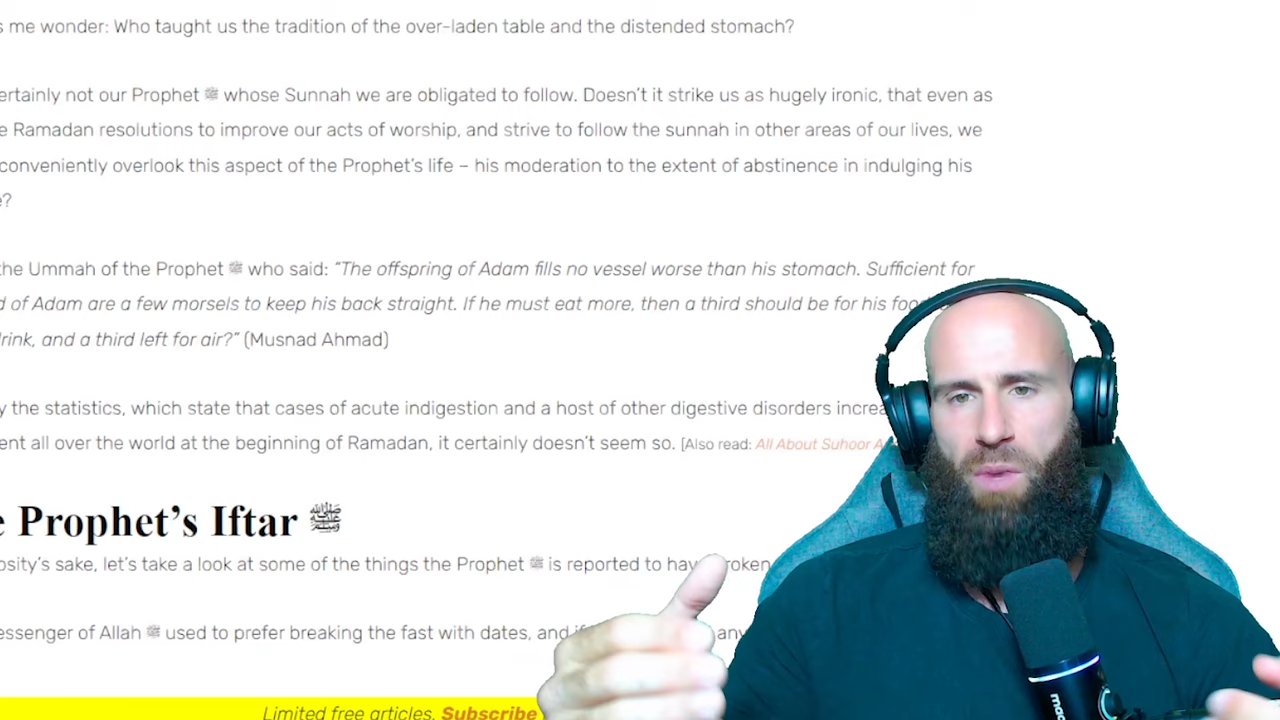 s me wonder: Who taught us the tradition of the over-laden table and the distended stomach?
ertainly not our Prophet ﷺ whose Sunnah we are obligated to follow. Doesn't it strike us as hugely ironic, that even as
e Ramadan resolutions to improve our acts of worship, and strive to follow the sunnah in other areas of our lives, we
conveniently overlook this aspect of the Prophet's life – his moderation to the extent of abstinence in indulging his
e?
the Ummah of the Prophet ﷺ who said: “The offspring of Adam fills no vessel worse than his stomach. Sufficient for
d of Adam are a few morsels to keep his back straight. If he must eat more, then a third should be for his foo
rink, and a third left for air?” (Musnad Ahmad)
y the statistics, which state that cases of acute indigestion and a host of other digestive disorders increa
ent all over the world at the beginning of Ramadan, it certainly doesn't seem so. [Also read: All About Suhoor A
e Prophet's Iftar ﷺ
osity's sake, let's take a look at some of the things the Prophet ﷺ is reported to hav roken
essenger of Allah ﷺ used to prefer breaking the fast with dates, and if any
Limited free articles. Subscribe